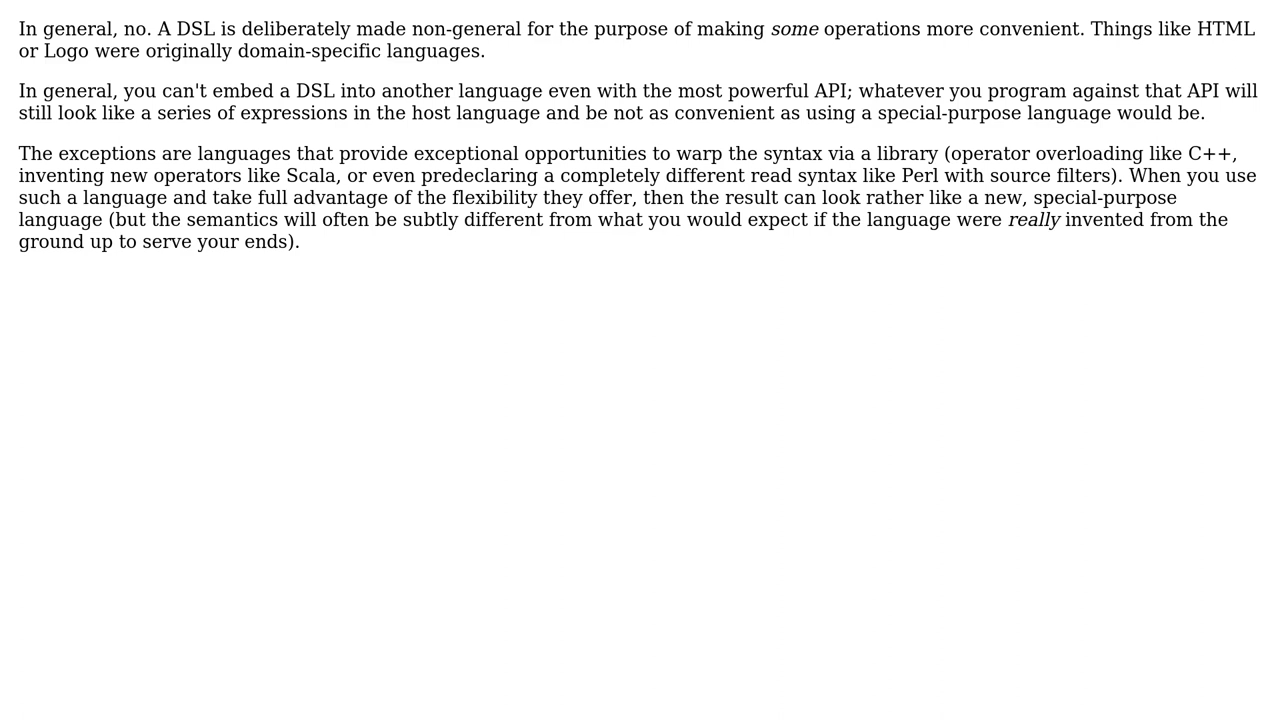 In general, no. A DSL is deliberately made non-general for the purpose of making some operations more convenient. Things like HTML
or Logo were originally domain-specific languages.
In general, you can't embed a DSL into another language even with the most powerful API; whatever you program against that API will
still look like a series of expressions in the host language and be not as convenient as using a special-purpose language would be.
The exceptions are languages that provide exceptional opportunities to warp the syntax via a library (operator overloading like C++,
inventing new operators like Scala, or even predeclaring a completely different read syntax like Perl with source filters). When you use
such a language and take full advantage of the flexibility they offer, then the result can look rather like a new, special-purpose
language (but the semantics will often be subtly different from what you would expect if the language were really invented from the
ground up to serve your ends).